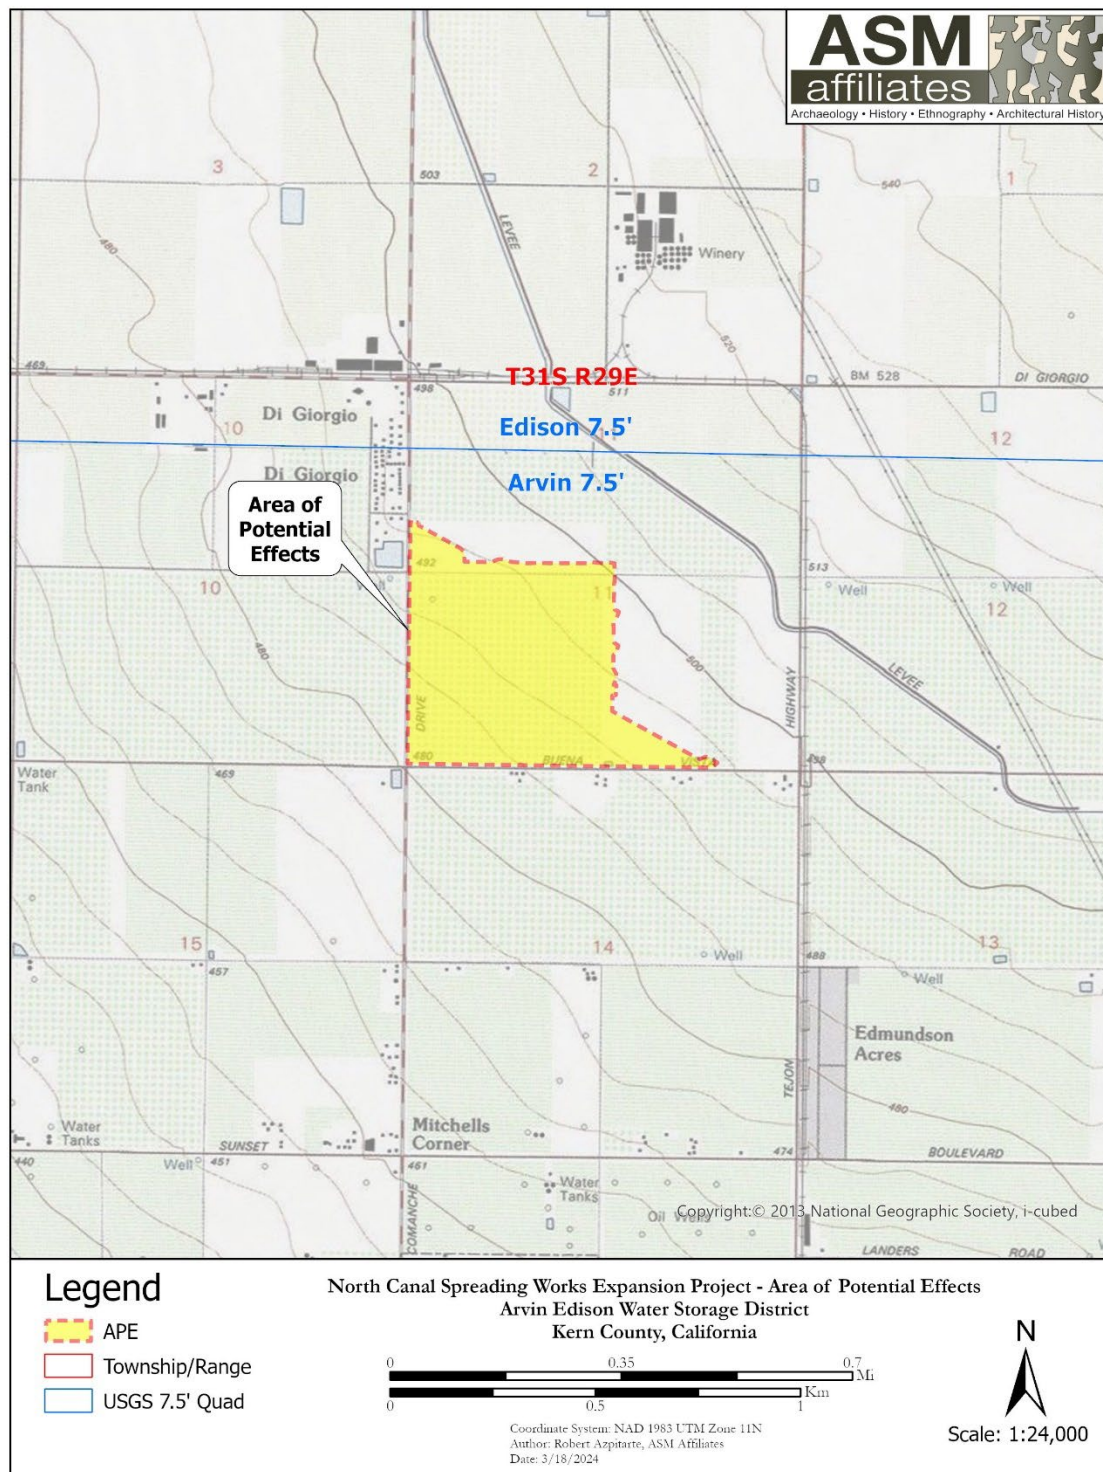 ASM
affiliates
Archaeology • History • Ethnography • Architectural History
3
503
2
1
540
LEVEE
480
Winery
520
469
T31S R29E
BM 528
DI GIORGIO
498
511
Di Giorgio
10
Edison 7.5'
12
Di Giorgio
Arvin 7.5'
Area of
Potential
Effects
492
513
10
Well
11
Well
Well
12
480
500
LEVEE
DRIVE
HIGHWAY
480
BUENA
VISTA
498
Water
Tank
469
15
14
13
457
Well
488
Well
Edmundson
Acres
TEJON
480
Water
Tanks
Mitchells
Corner
SUNSET
BOULEVARD
440
Well
451
461
474
COMANCHE
Water
Tanks
Oil Wells
Copyright:© 2013 National Geographic Society, i-cubed
LANDERS
ROAD
Legend
APE
Township/Range
USGS 7.5' Quad
North Canal Spreading Works Expansion Project - Area of Potential Effects
Arvin Edison Water Storage District
Kern County, California
0 0.35 0.7
Mi
Km
0 0.5 1
Coordinate System: NAD 1983 UTM Zone 11N
Author: Robert Azpitarte, ASM Affiliates
Date: 3/18/2024
N
Scale: 1:24,000